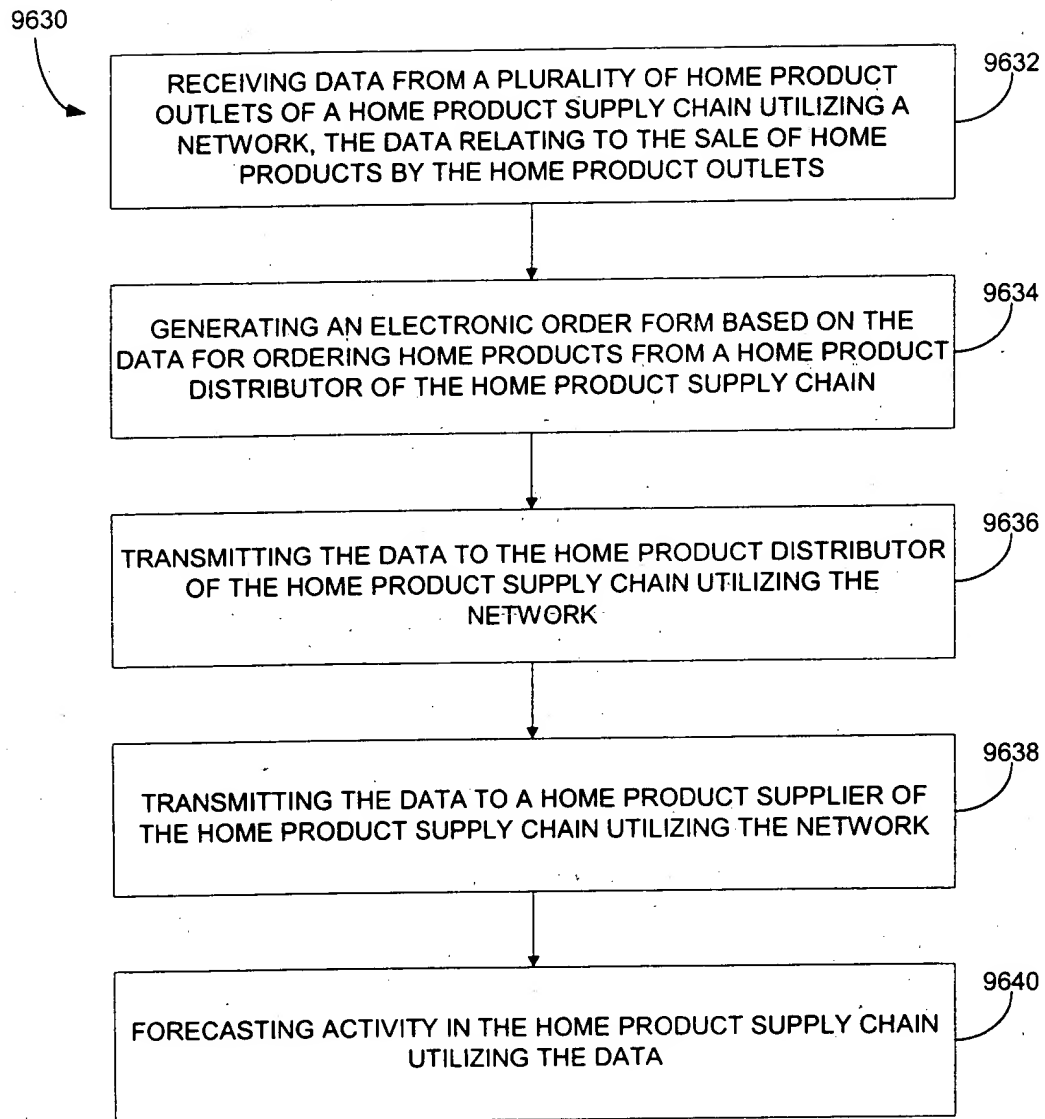 9630
RECEIVING DATA FROM A PLURALITY OF HOME PRODUCT
OUTLETS OF A HOME PRODUCT SUPPLY CHAIN UTILIZING A
NETWORK, THE DATA RELATING TO THE SALE OF HOME
PRODUCTS BY THE HOME PRODUCT OUTLETS
9632
GENERATING AN ELECTRONIC ORDER FORM BASED ON THE
DATA FOR ORDERING HOME PRODUCTS FROM A HOME PRODUCT
DISTRIBUTOR OF THE HOME PRODUCT SUPPLY CHAIN
9634
TRANSMITTING THE DATA TO THE HOME PRODUCT DISTRIBUTOR
OF THE HOME PRODUCT SUPPLY CHAIN UTILIZING THE
NETWORK
9636
TRANSMITTING THE DATA TO A HOME PRODUCT SUPPLIER OF
THE HOME PRODUCT SUPPLY CHAIN UTILIZING THE NETWORK
9638
FORECASTING ACTIVITY IN THE HOME PRODUCT SUPPLY CHAIN
UTILIZING THE DATA
9640